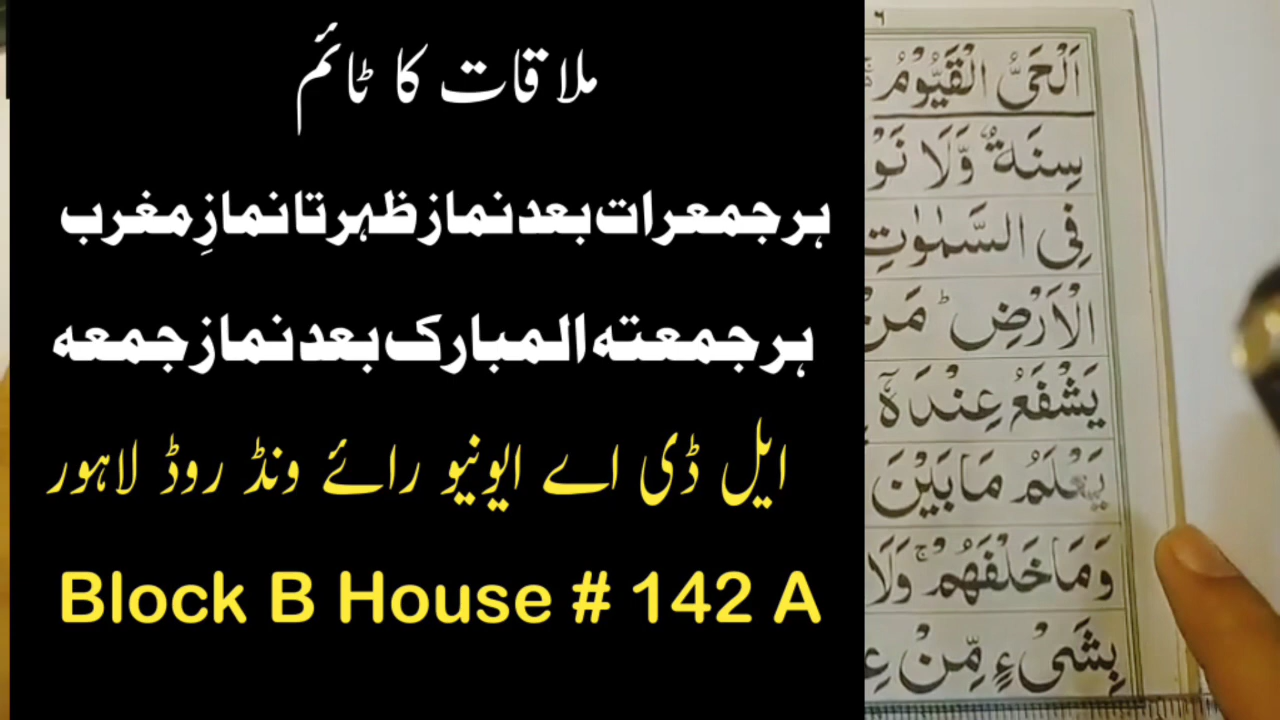 ملاقات کا ٹائم
ہر جمعرات بعد نماز ظہر تا نمازِ مغرب
ہر جمعتہ المبارک بعد نماز جمعہ
ایل ڈی اے ایونیو رائے ونڈ روڈ لاہور
Block B House # 142 A
٦
اَلْحَیُّ الْقَیُّوْمُ
سِنَةٌ وَّلَا نَوْ
فِی السَّمٰوٰتِ
الْاَرْضِ ؕ مَنْ
یَشْفَعُ عِنْدَهٗۤ
یَعْلَمُ مَا بَیْنَ
وَمَا خَلْفَهُمْ ۚ وَلَا
بِشَیْءٍ مِّنْ عِ